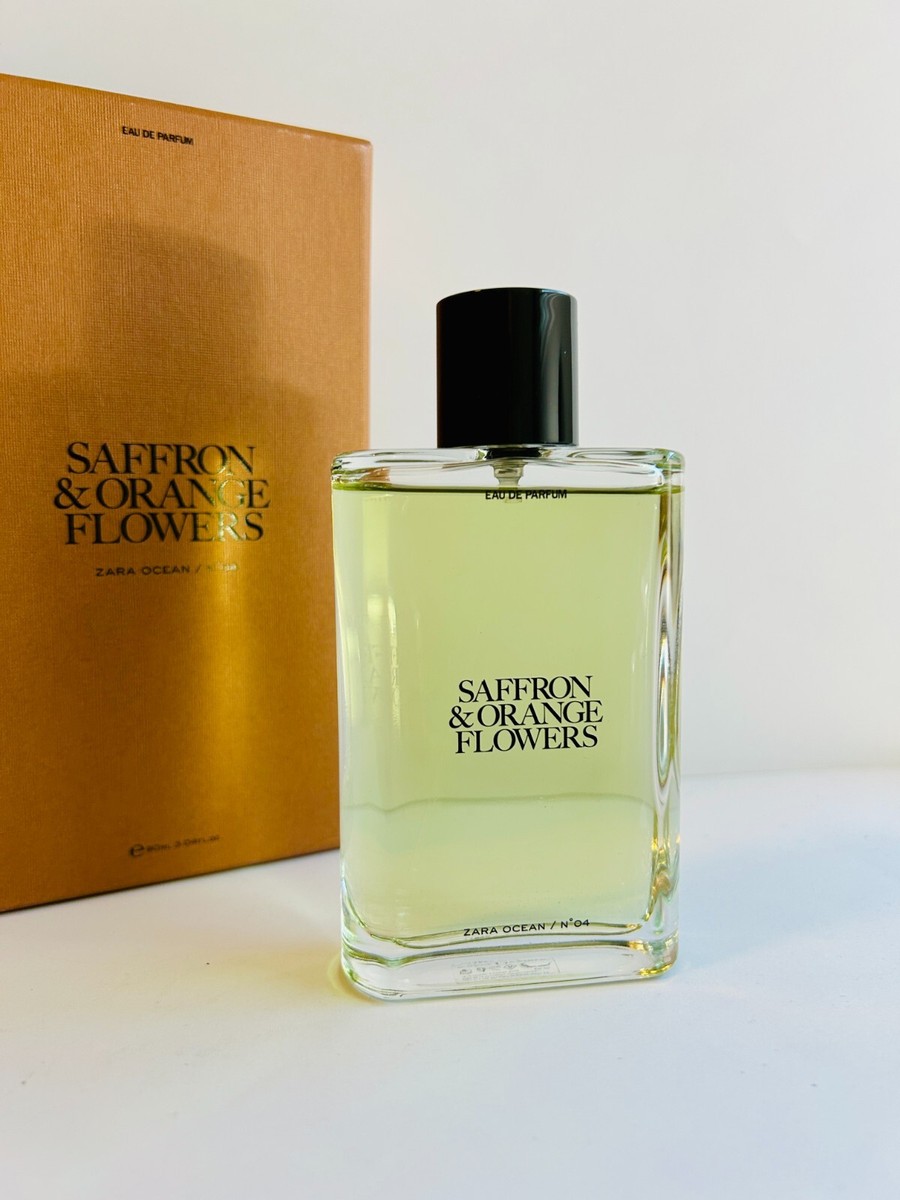 EAU DE PARFUM
SAFFRON
& ORANGE
FLOWERS
ZARA OCEAN /
EAU DE PARFUM
SAFFRON
& ORANGE
FLOWERS
ZARA OCEAN / N°04